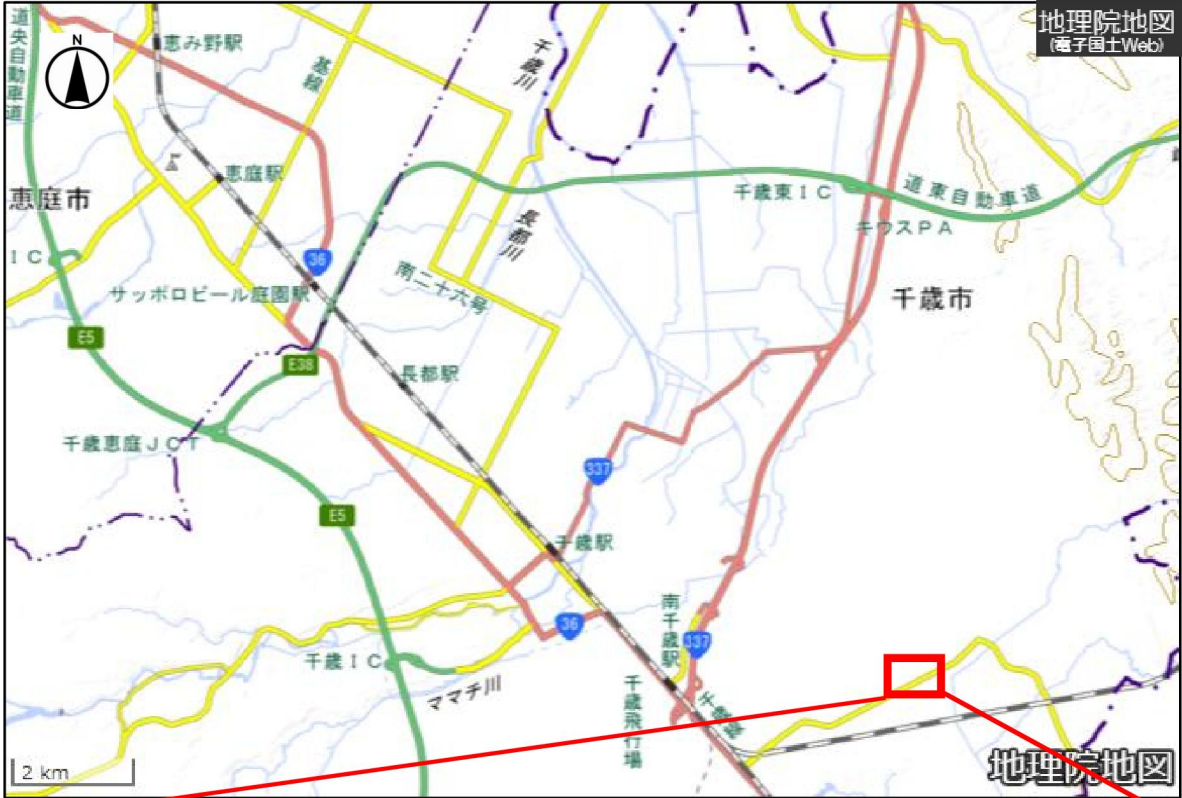 地理院地図
(電子国土Web)
道央自動車道
N
恵み野駅
基線
千歳川
恵庭駅
恵庭市
千歳東IC
道東自動車道
キウスPA
長都川
IC
36
南二十六号
サッポロビール庭園駅
千歳市
E5
E38
長都駅
千歳恵庭JCT
337
E5
千歳駅
36
南千歳駅
337
千歳IC
ママチ川
千歳飛行場
千歳線
2 km
地理院地図